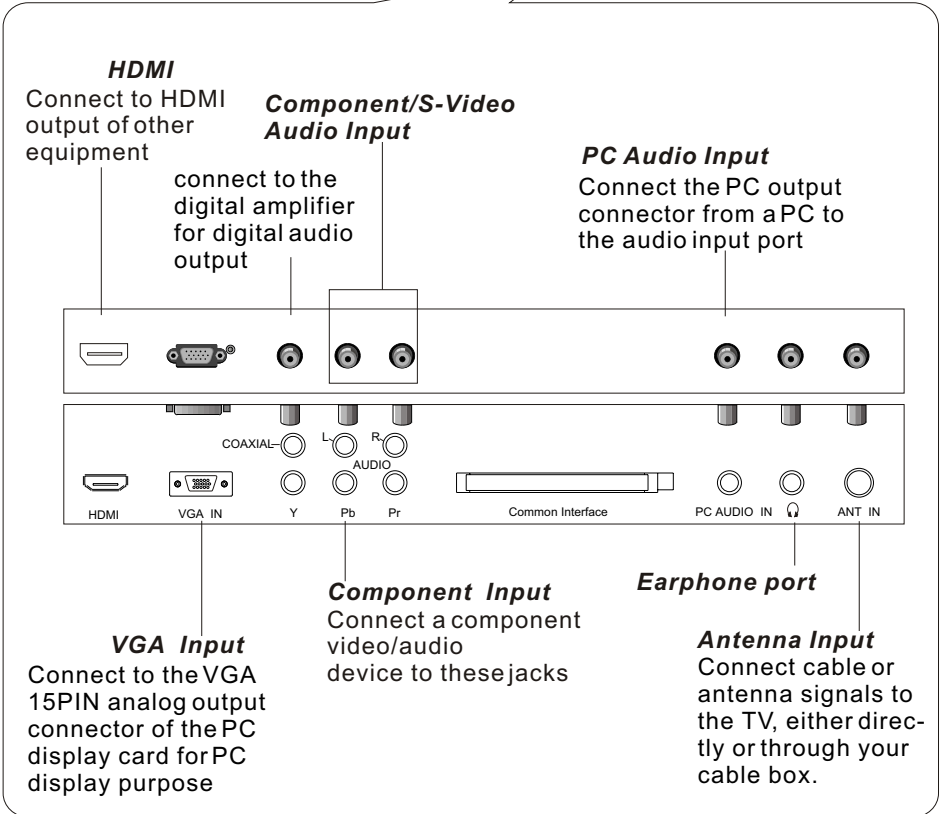 HDMI
Connect to HDMI
output of other
equipment
Component/S-Video
Audio Input
connect to the
digital amplifier
for digital audio
output
PC Audio Input
Connect the PC output
connector from a PC to
the audio input port
COAXIAL
L
R
AUDIO
HDMI
VGA IN
Y
Pb
Pr
Common Interface
PC AUDIO IN
ANT IN
VGA Input
Connect to the VGA
15PIN analog output
connector of the PC
display card for PC
display purpose
Component Input
Connect a component
video/audio
device to these jacks
Earphone port
Antenna Input
Connect cable or
antenna signals to
the TV, either direc-
tly or through your
cable box.